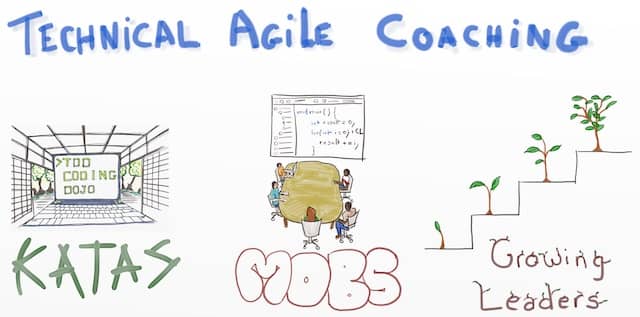 TECHNICAL AGILE COACHING
>TDD
CODING
DOJO
KATAS
MOBS
Growing
Leaders